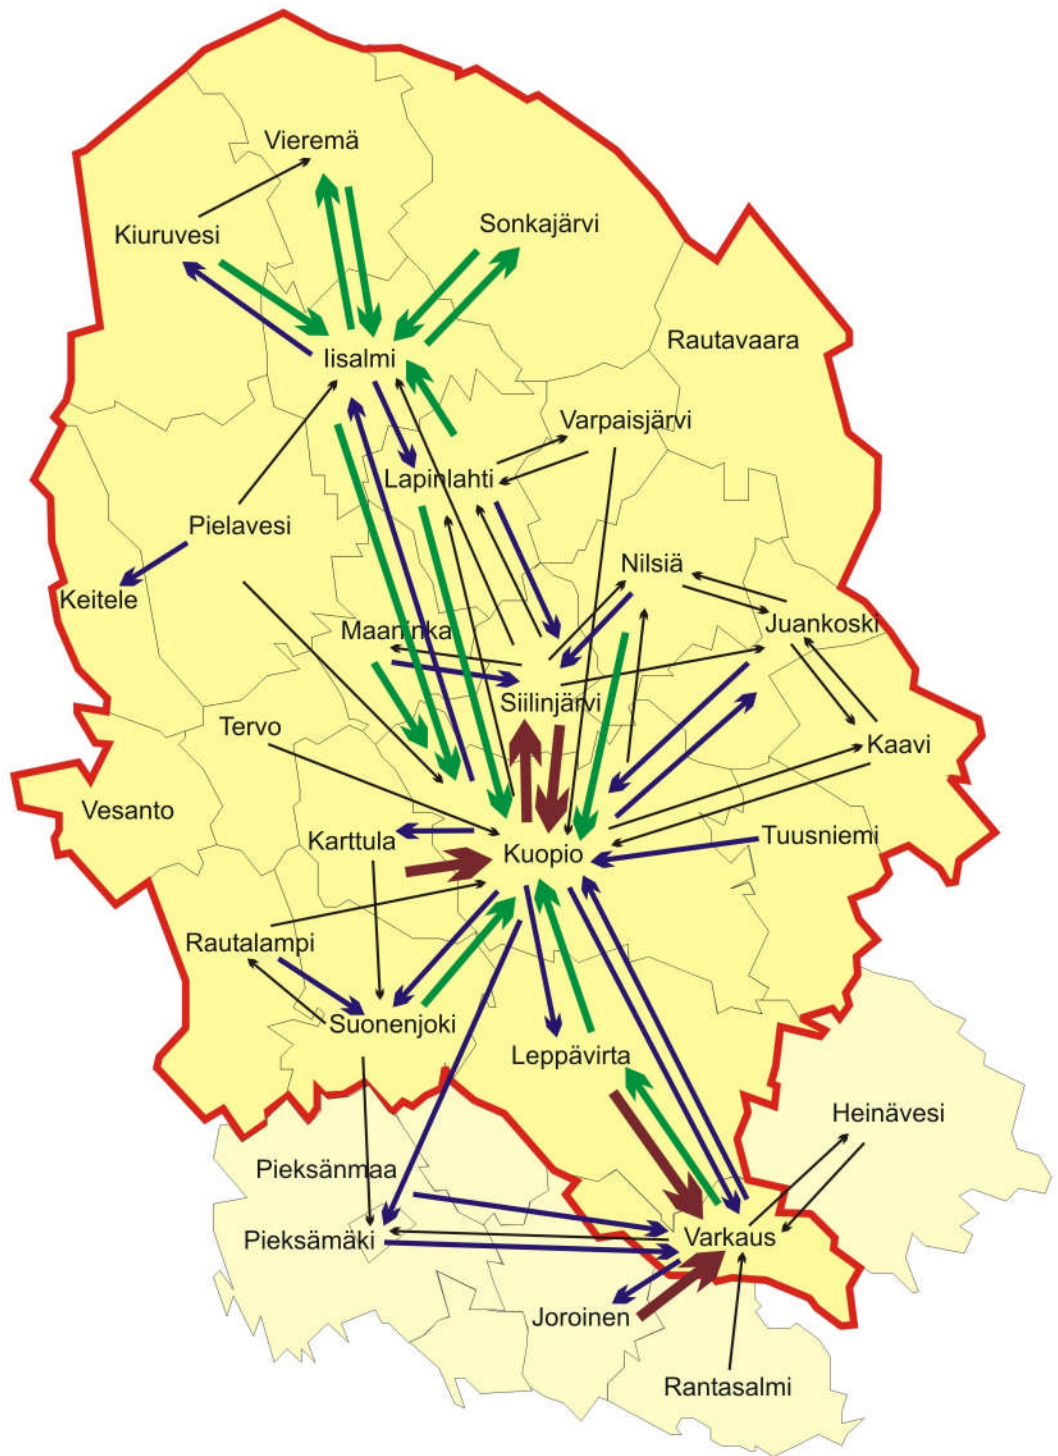 Vieremä
Sonkajärvi
Kiuruvesi
Rautavaara
Iisalmi
Varpaisjärvi
Lapinlahti
Pielavesi
Nilsiä
Keitele
Juankoski
Maaninka
Siilinjärvi
Tervo
Kaavi
Vesanto
Tuusniemi
Karttula
Kuopio
Rautalampi
Suonenjoki
Leppävirta
Heinävesi
Pieksänmaa
Varkaus
Pieksämäki
Joroinen
Rantasalmi